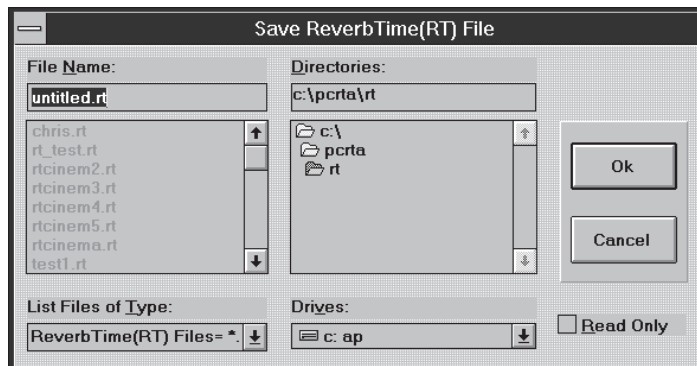 Save ReverbTime(RT) File
File Name:
untitled.rt
chris.rt
rt_test.rt
rtcinem2.rt
rtcinem3.rt
rtcinem4.rt
rtcinem5.rt
rtcinema.rt
test1.rt
List Files of Type:
ReverbTime(RT) Files= *.
Directories:
c:\pcrta\rt
c:\
pcrta
rt
Drives:
c: ap
Ok
Cancel
Read Only